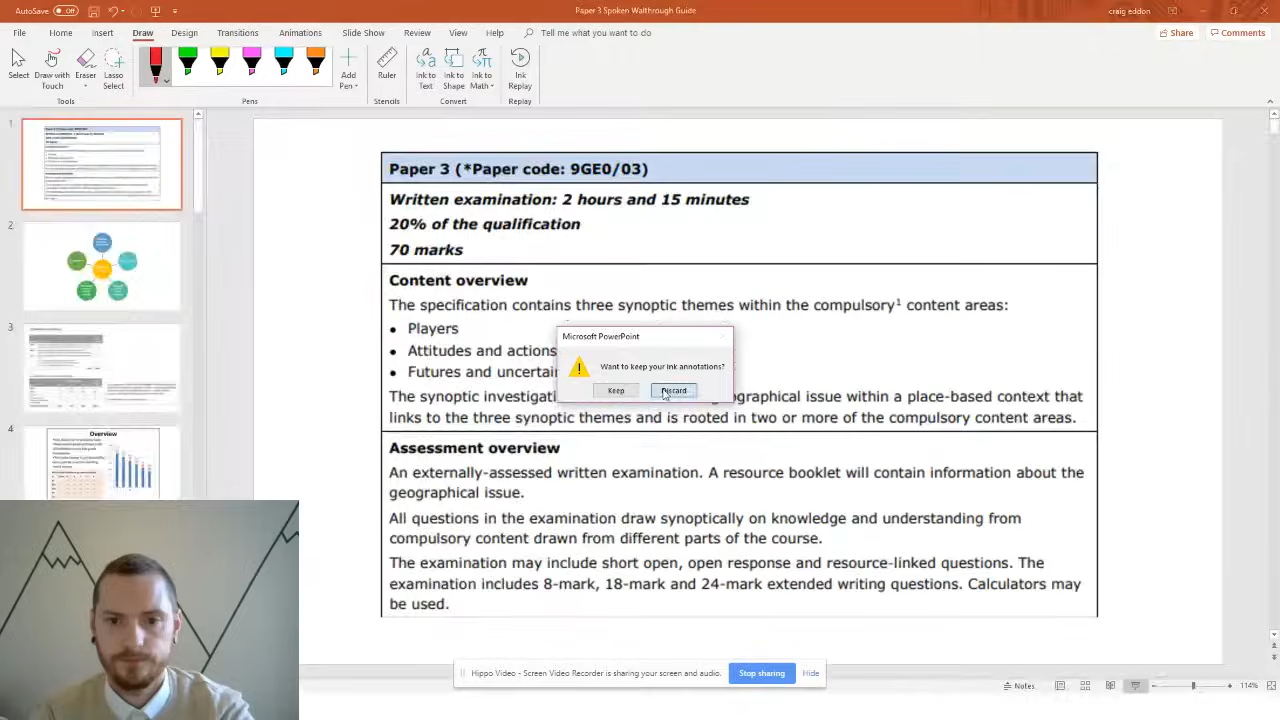 AutoSave Off
Paper 3 Spoken Walthrough Guide
craig eddon
File Home Insert Draw Design Transitions Animations Slide Show Review View Help Tell me what you want to do
Share Comments
Select
Draw with Touch
Eraser
Lasso Select
Add Pen
Ruler
Ink to Text
Ink to Shape
Ink to Math
Ink Replay
Tools Pens Stencils Convert Replay
1
2
3
4
Overview
Paper 3 (*Paper code: 9GE0/03)
Written examination: 2 hours and 15 minutes
20% of the qualification
70 marks
Content overview
The specification contains three synoptic themes within the compulsory¹ content areas:
• Players
• Attitudes and actions
• Futures and
The synoptic
geographical issue within a place-based context that
links to the three synoptic themes and is rooted in two or more of the compulsory content areas.
Microsoft PowerPoint
Want to keep your ink annotations?
Keep Discard
Assessment overview
An externally-assessed written examination. A resource booklet will contain information about the
geographical issue.
All questions in the examination draw synoptically on knowledge and understanding from
compulsory content drawn from different parts of the course.
The examination may include short open, open response and resource-linked questions. The
examination includes 8-mark, 18-mark and 24-mark extended writing questions. Calculators may
be used.
Hippo Video - Screen Video Recorder is sharing your screen and audio. Stop sharing Hide
Notes 114%